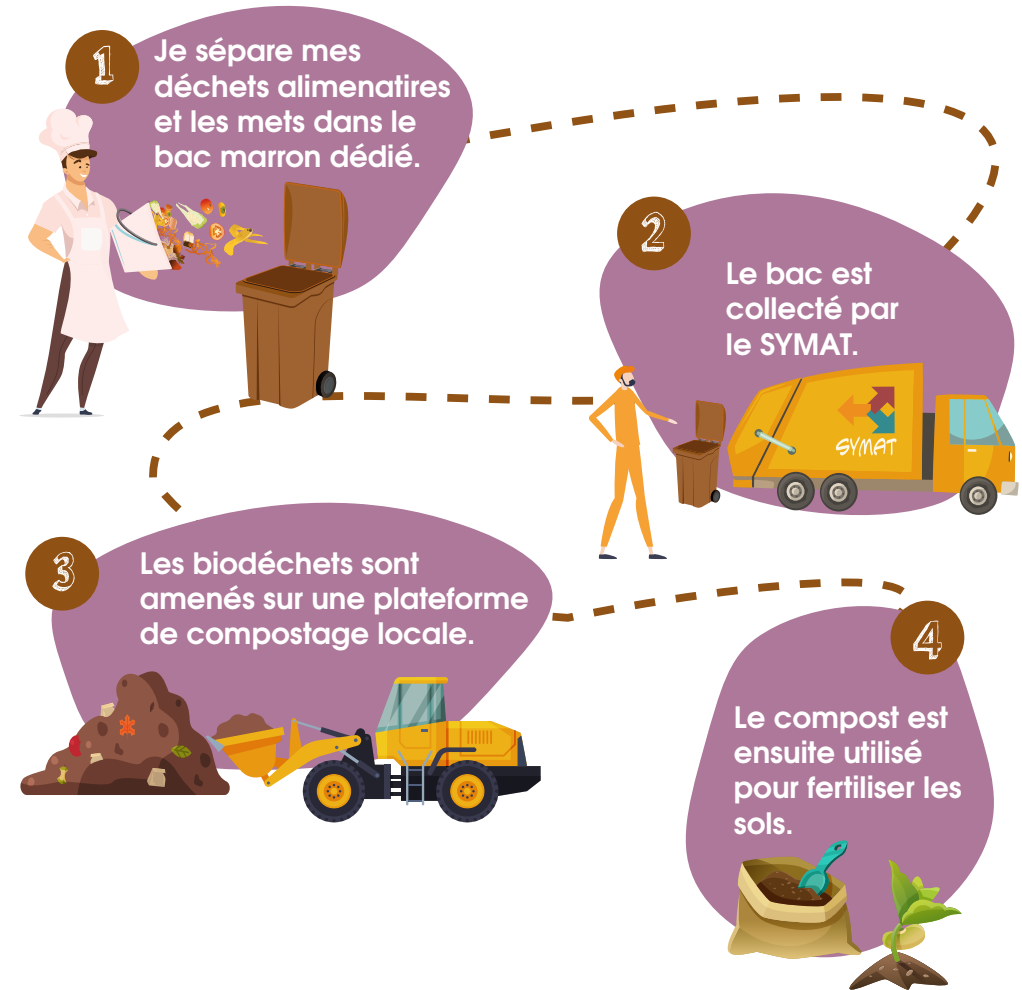 1
Je sépare mes
déchets alimenatires
et les mets dans le
bac marron dédié.
2
Le bac est
collecté par
le SYMAT.
SYMAT
3
Les biodéchets sont
amenés sur une plateforme
de compostage locale.
4
Le compost est
ensuite utilisé
pour fertiliser les
sols.